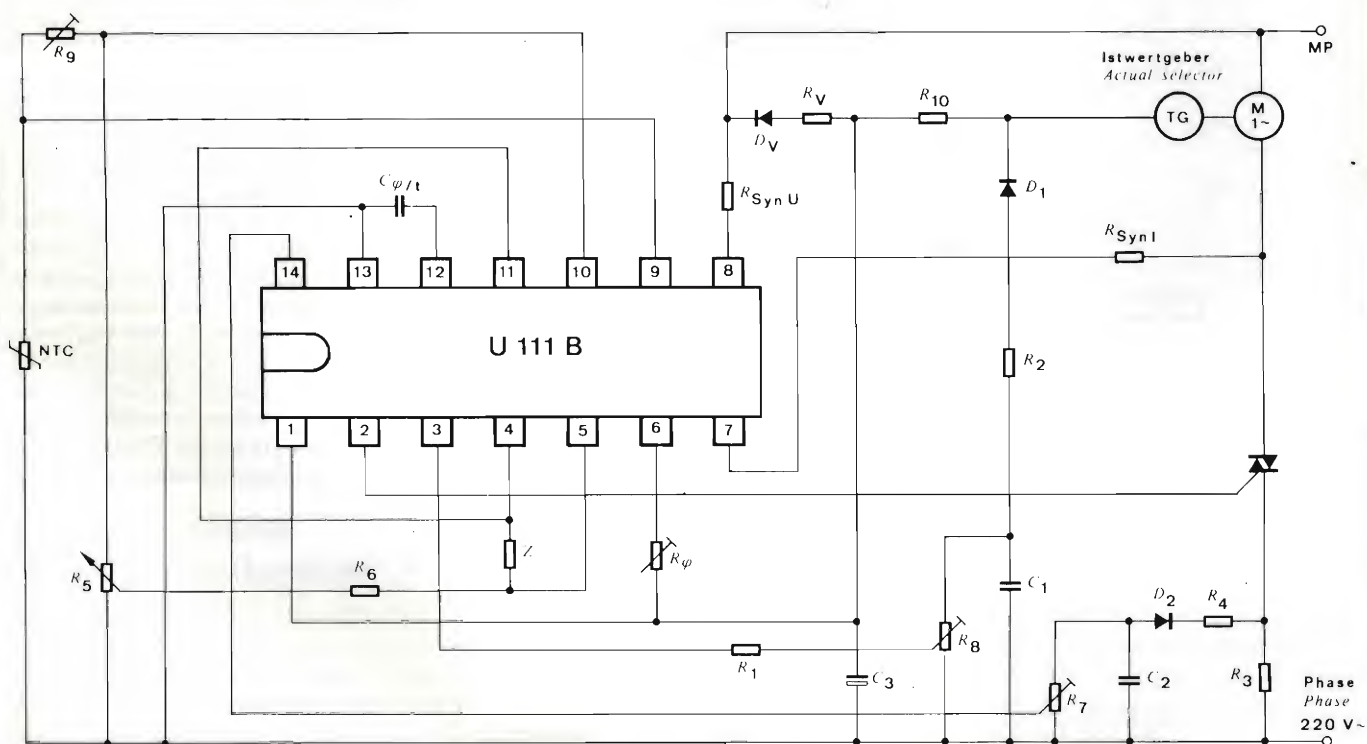 R9
MP
Istwertgeber
Actual selector
RV
R10
TG
M
1~
DV
Cφ/t
RSyn U
D1
RSyn I
14
13
12
11
10
9
8
NTC
U 111 B
R2
1
2
3
4
5
6
7
Z
Rφ
R5
R6
C1
D2
R4
R8
R1
C3
R7
C2
R3
Phase
Phase
220 V~